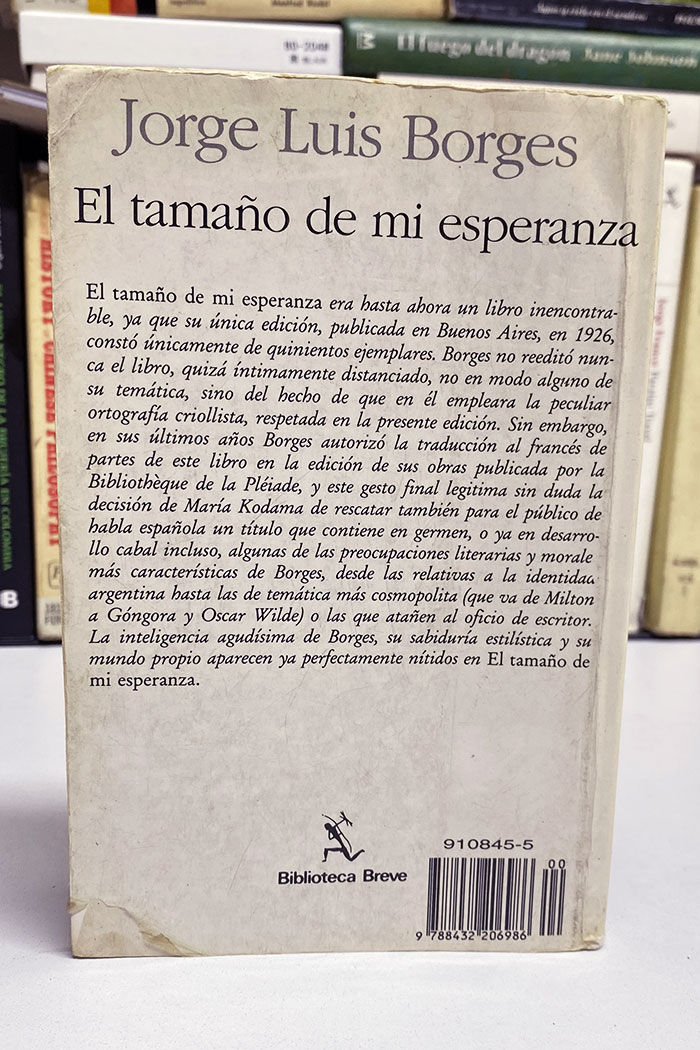 90-2048
El fuego del dragon
Jorge Luis Borges
El tamaño de mi esperanza
El tamaño de mi esperanza era hasta ahora un libro inencontra-
ble, ya que su única edición, publicada en Buenos Aires, en 1926,
constó únicamente de quinientos ejemplares. Borges no reeditó nun-
ca el libro, quizá íntimamente distanciado, no en modo alguno de
su temática, sino del hecho de que en él empleara la peculiar
ortografía criollista, respetada en la presente edición. Sin embargo,
en sus últimos años Borges autorizó la traducción al francés de
partes de este libro en la edición de sus obras publicada por la
Bibliothèque de La Pléiade, y este gesto final legitima sin duda la
decisión de María Kodama de rescatar también para el público de
habla española un título que contiene en germen, o ya en desarro-
llo cabal incluso, algunas de las preocupaciones literarias y morale
más características de Borges, desde las relativas a la identidad
argentina hasta las de temática más cosmopolita (que va de Milton
a Góngora y Oscar Wilde) o las que atañen al oficio de escritor.
La inteligencia agudísima de Borges, su sabiduría estilística y su
mundo propio aparecen ya perfectamente nítidos en El tamaño de
mi esperanza.
Biblioteca Breve
910845-5
00
9 788432 206986
HISTORY CHINESE PHILOSOPHY
EN COLOMBIA
B